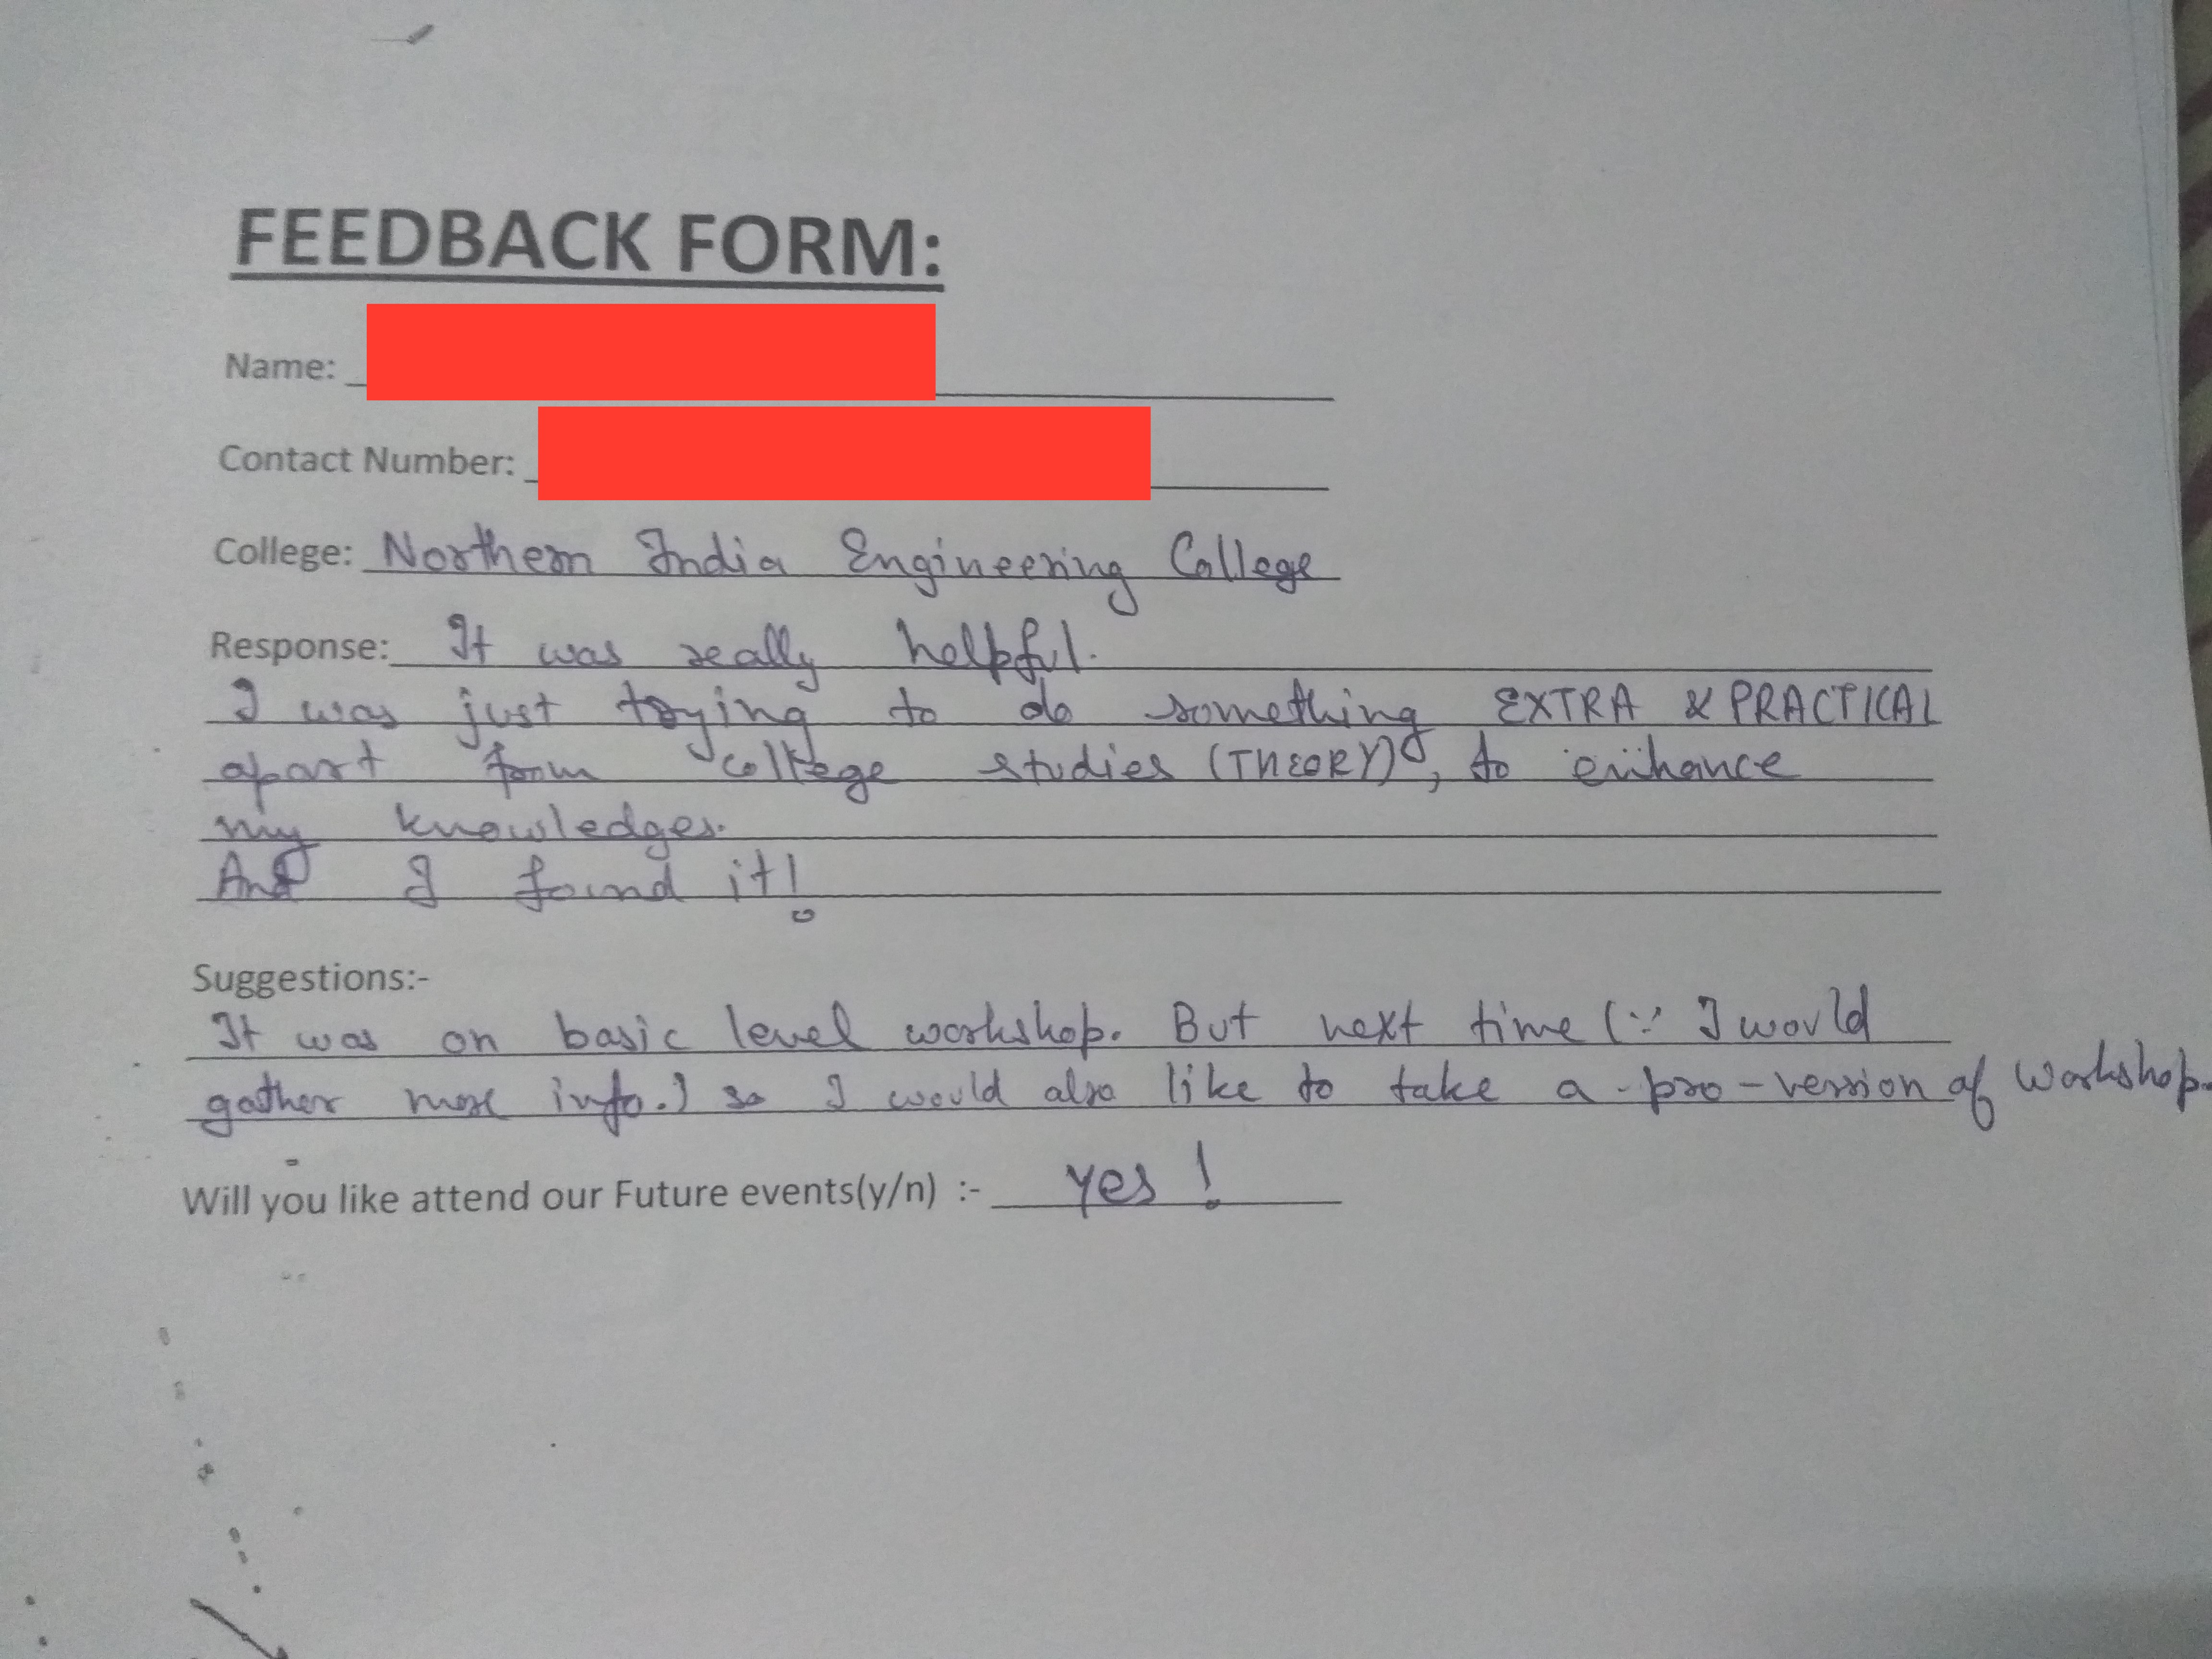 FEEDBACK FORM:
Name:
Contact Number:
College: Northern India Engineering College
Response: It was really helpful.
I was just trying to do something EXTRA & PRACTICAL
apart from college studies (THEORY), to enhance
my knowledges.
And I found it!
Suggestions:-
It was on basic level workshop. But next time (∵ I would
gather more info.) so I would also like to take a pro-version of workshop.
Will you like attend our Future events(y/n) :- yes !